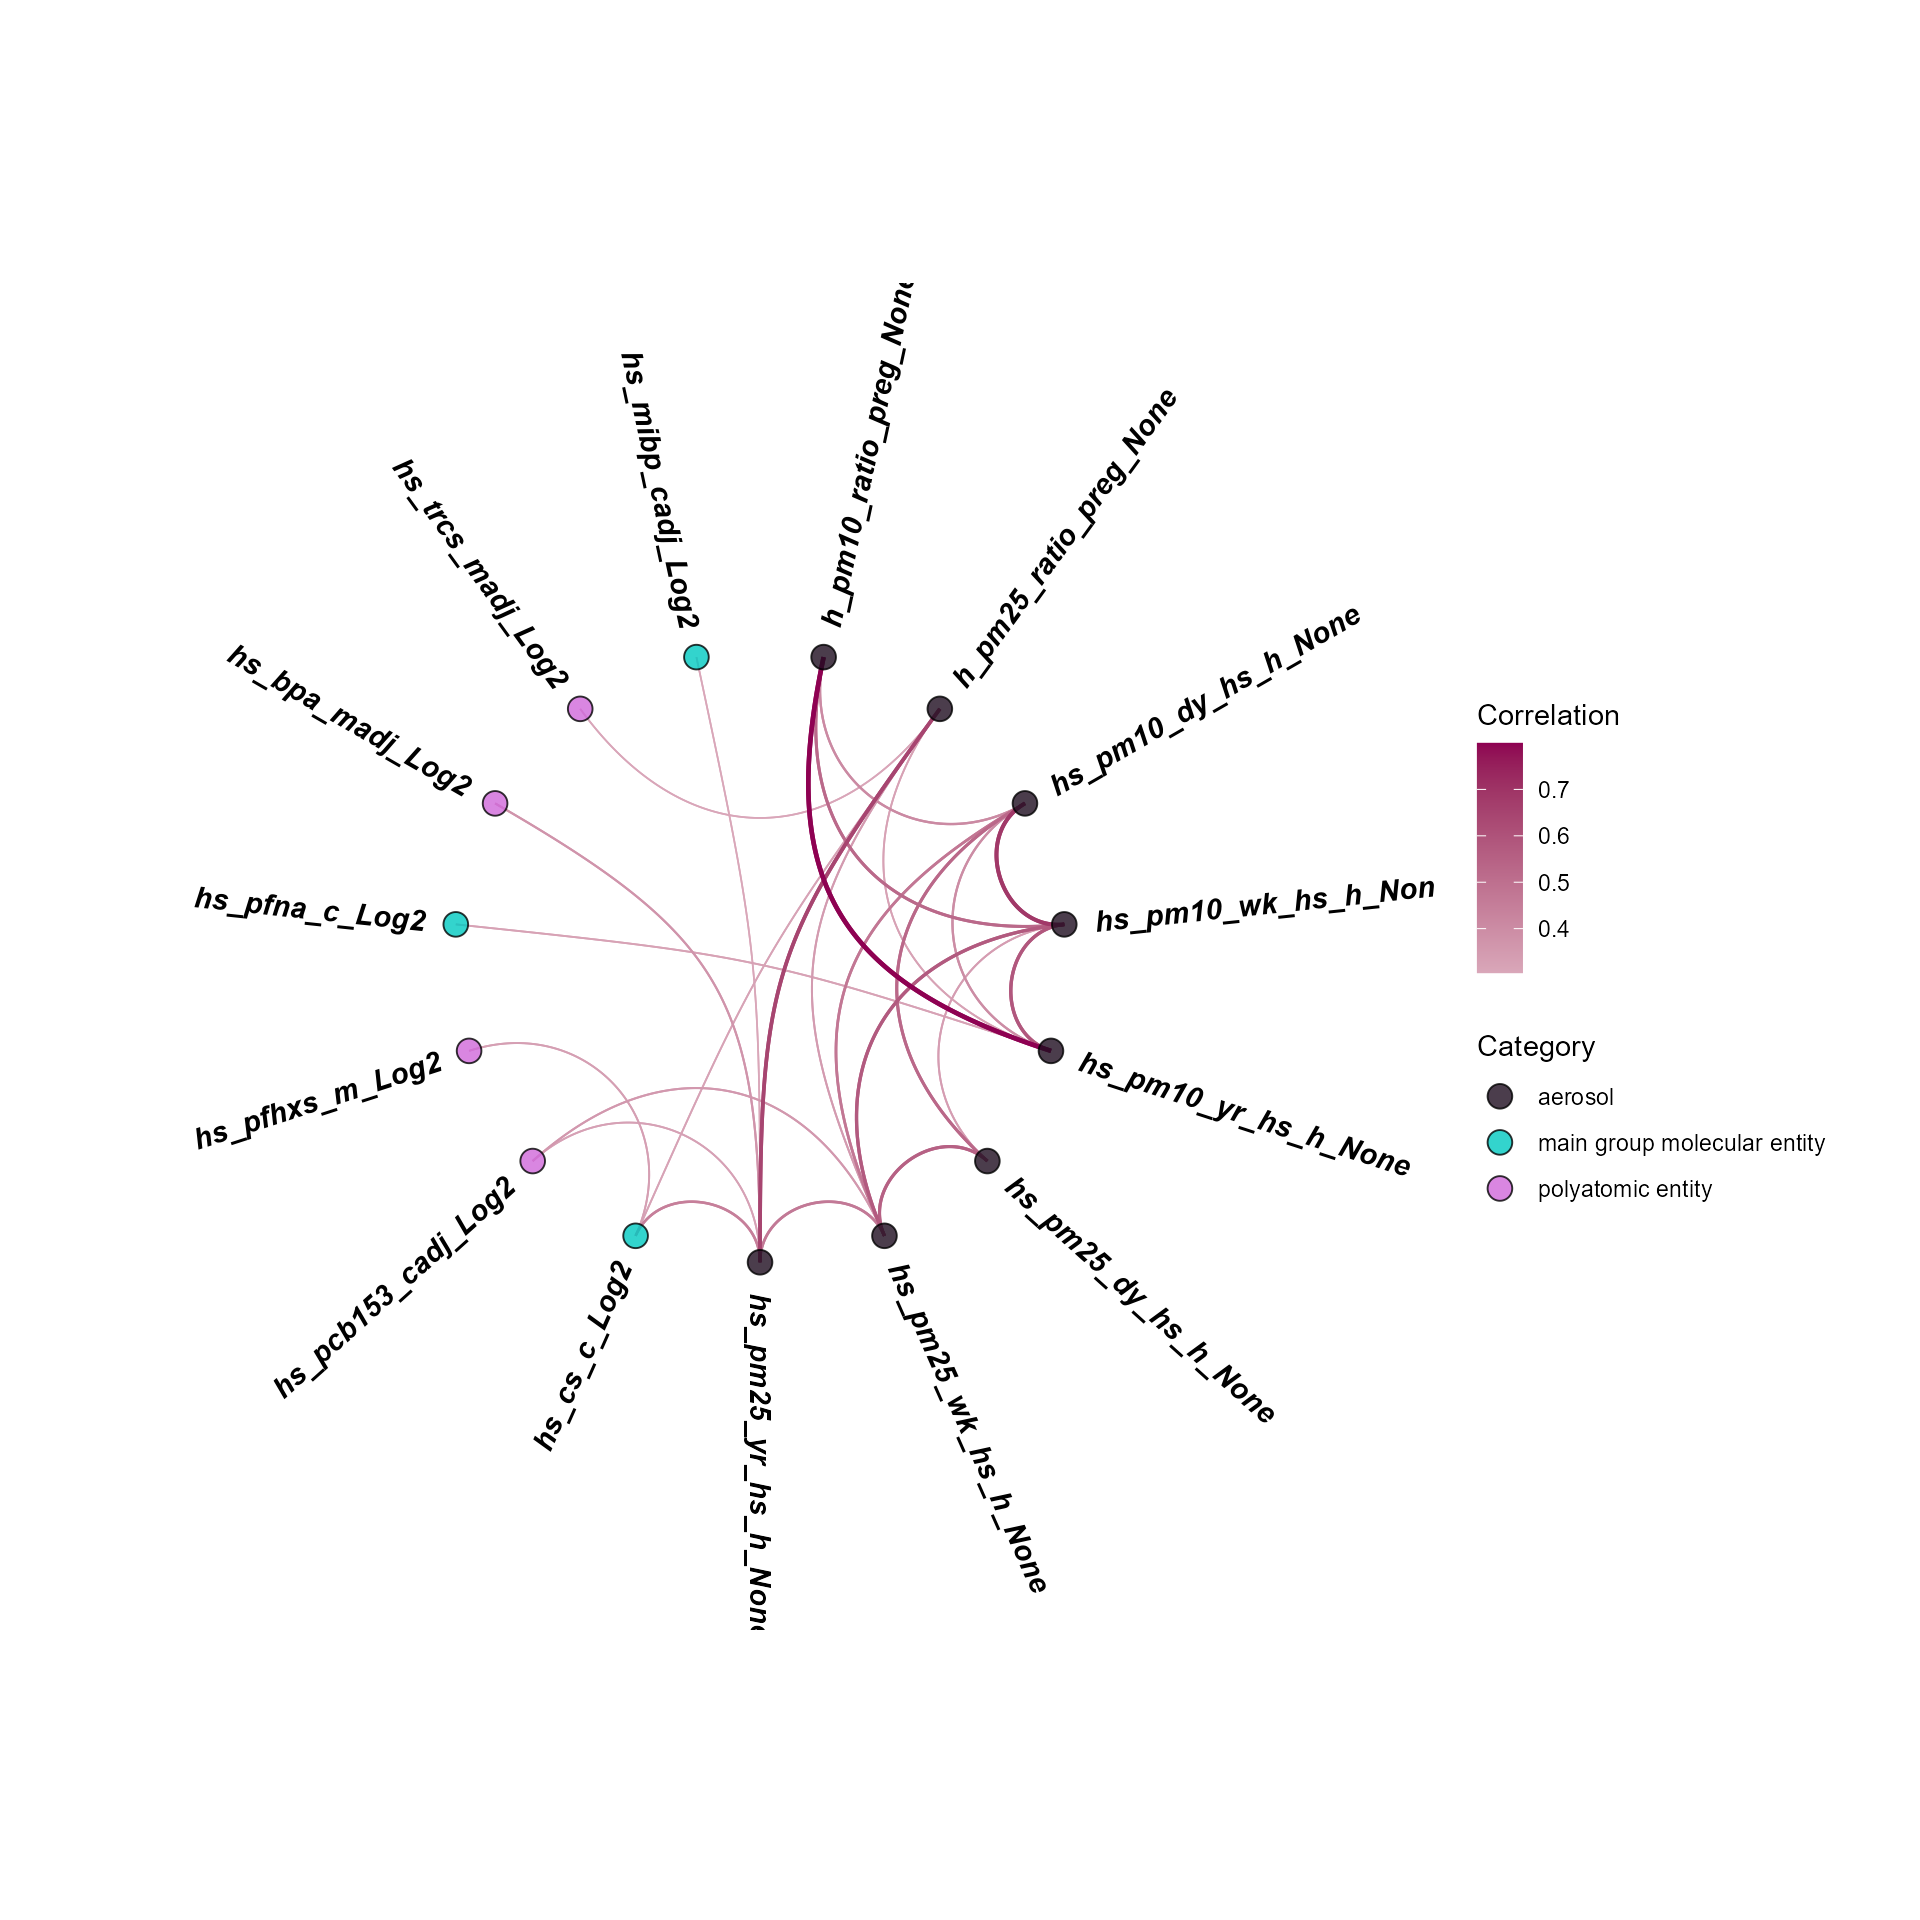 h_pm10_ratio_preg_None
h_pm25_ratio_preg_None
hs_pm10_dy_hs_h_None
hs_pm10_wk_hs_h_Non
hs_pm10_yr_hs_h_None
hs_pm25_dy_hs_h_None
hs_pm25_wk_hs_h_None
hs_pm25_yr_hs_h_None
hs_cs_c_Log2
hs_pcb153_cadj_Log2
hs_pfhxs_m_Log2
hs_pfna_c_Log2
hs_bpa_madj_Log2
hs_trcs_madj_Log2
hs_mibp_cadj_Log2
Correlation
0.7
0.6
0.5
0.4
Category
aerosol
main group molecular entity
polyatomic entity